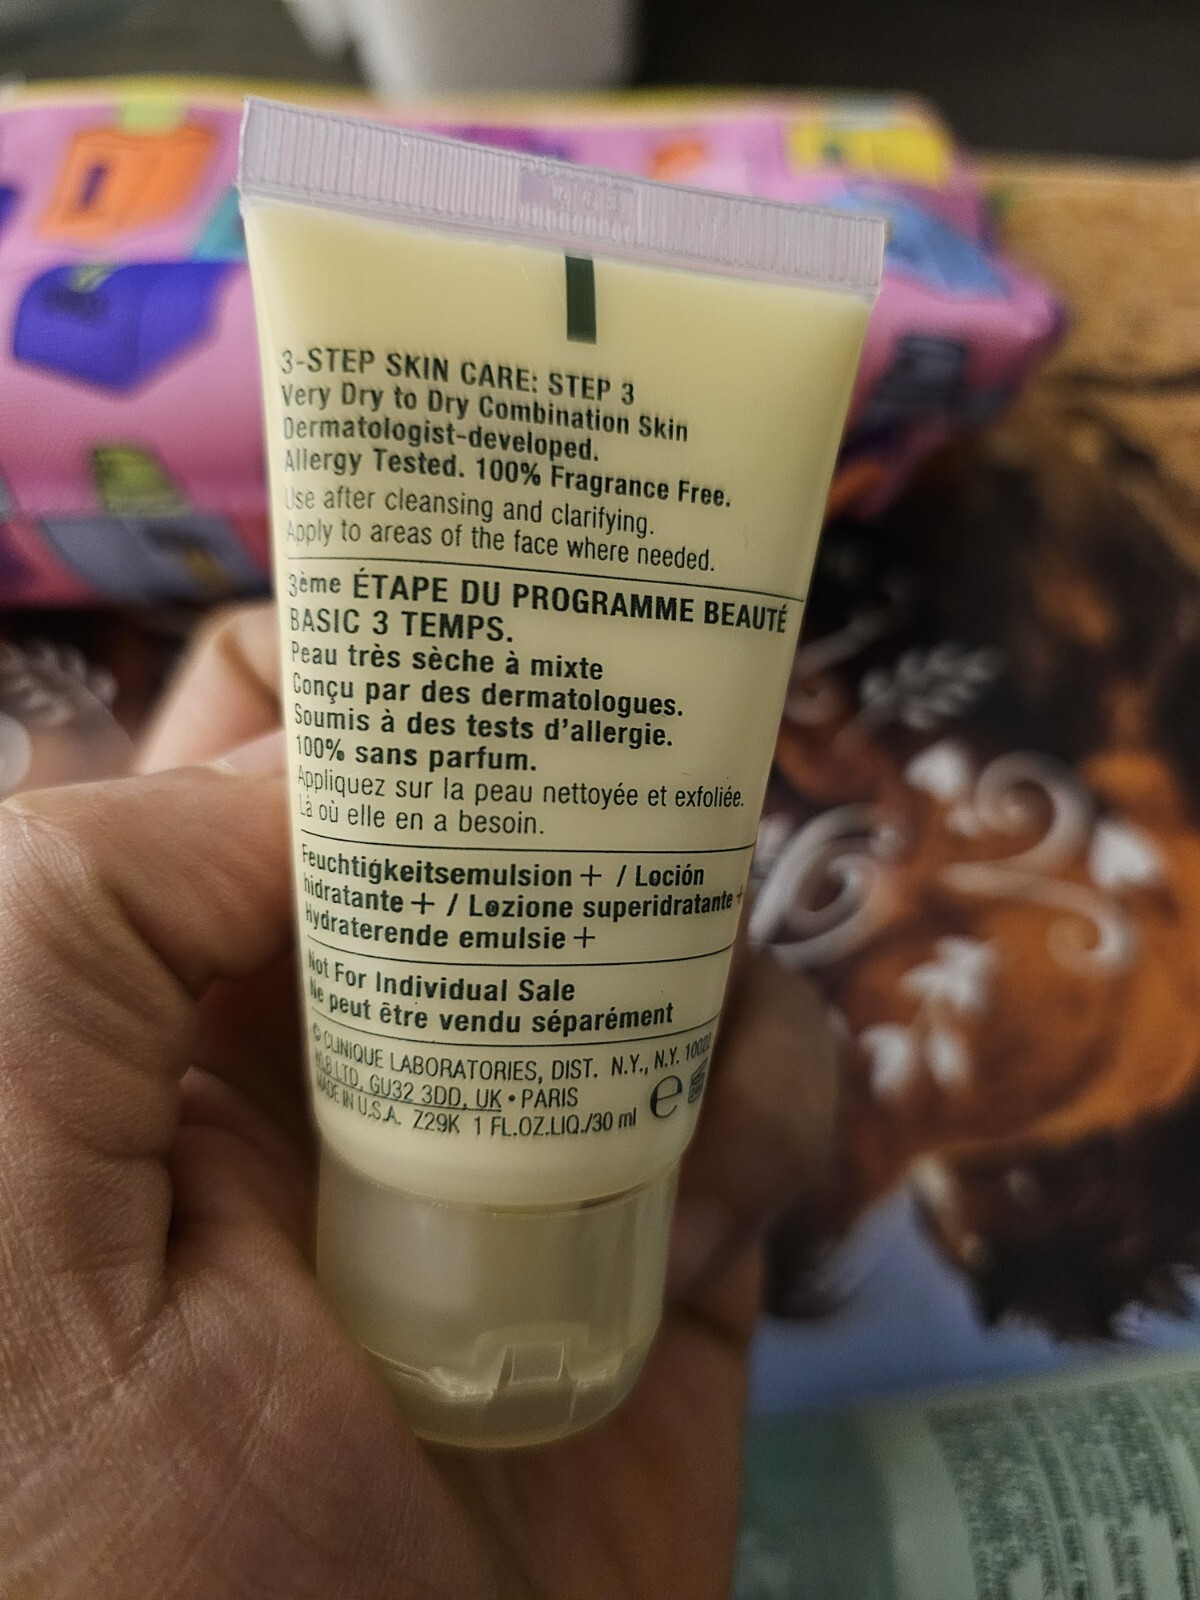 3-STEP SKIN CARE: STEP 3
Very Dry to Dry Combination Skin
Dermatologist-developed.
Allergy Tested. 100% Fragrance Free.
Use after cleansing and clarifying.
Apply to areas of the face where needed.
3ème ÉTAPE DU PROGRAMME BEAUTÉ
BASIC 3 TEMPS.
Peau très sèche à mixte
Conçu par des dermatologues.
Soumis à des tests d'allergie.
100% sans parfum.
Appliquez sur la peau nettoyée et exfoliée.
Là où elle en a besoin.
Feuchtigkeitsemulsion + / Loción
hidratante + / Lozione superidratante +
Hydraterende emulsie +
Not For Individual Sale
Ne peut être vendu séparément
© CLINIQUE LABORATORIES, DIST. N.Y., N.Y. 10022
LTD, GU32 3DD, UK • PARIS
MADE IN U.S.A. Z29K 1 FL.OZ.LIQ./30 ml e